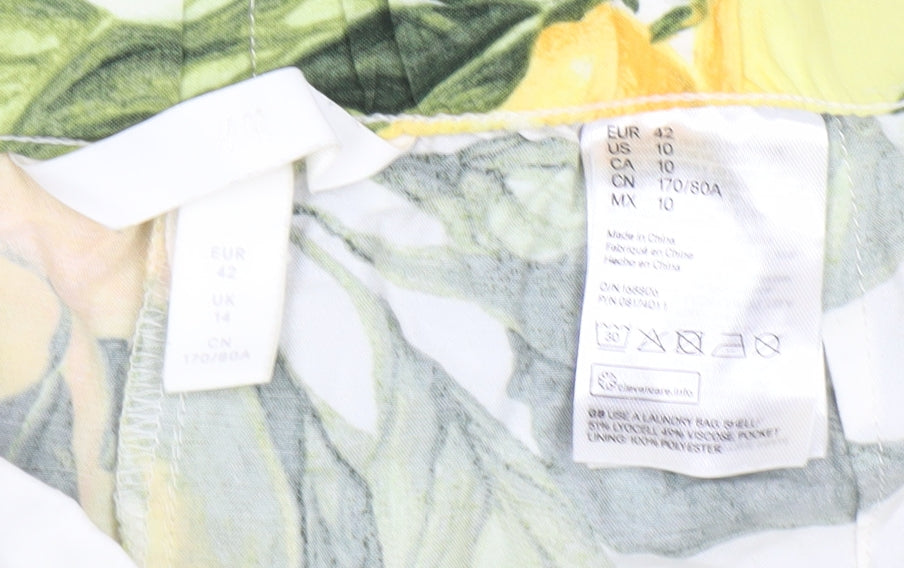 EUR
42
UK
14
CN
170/80A
EUR 42
US 10
CA 10
CN 170/80A
MX 10
Made in China
Fabriqué en Chine
Hecho en China
O/N:168806
30
clevercare.info
GB USE A LAUNDRY BAG, SHELL:
51% LYOCELL 49% VISCOSE. POCKET
LINING: 100% POLYESTER